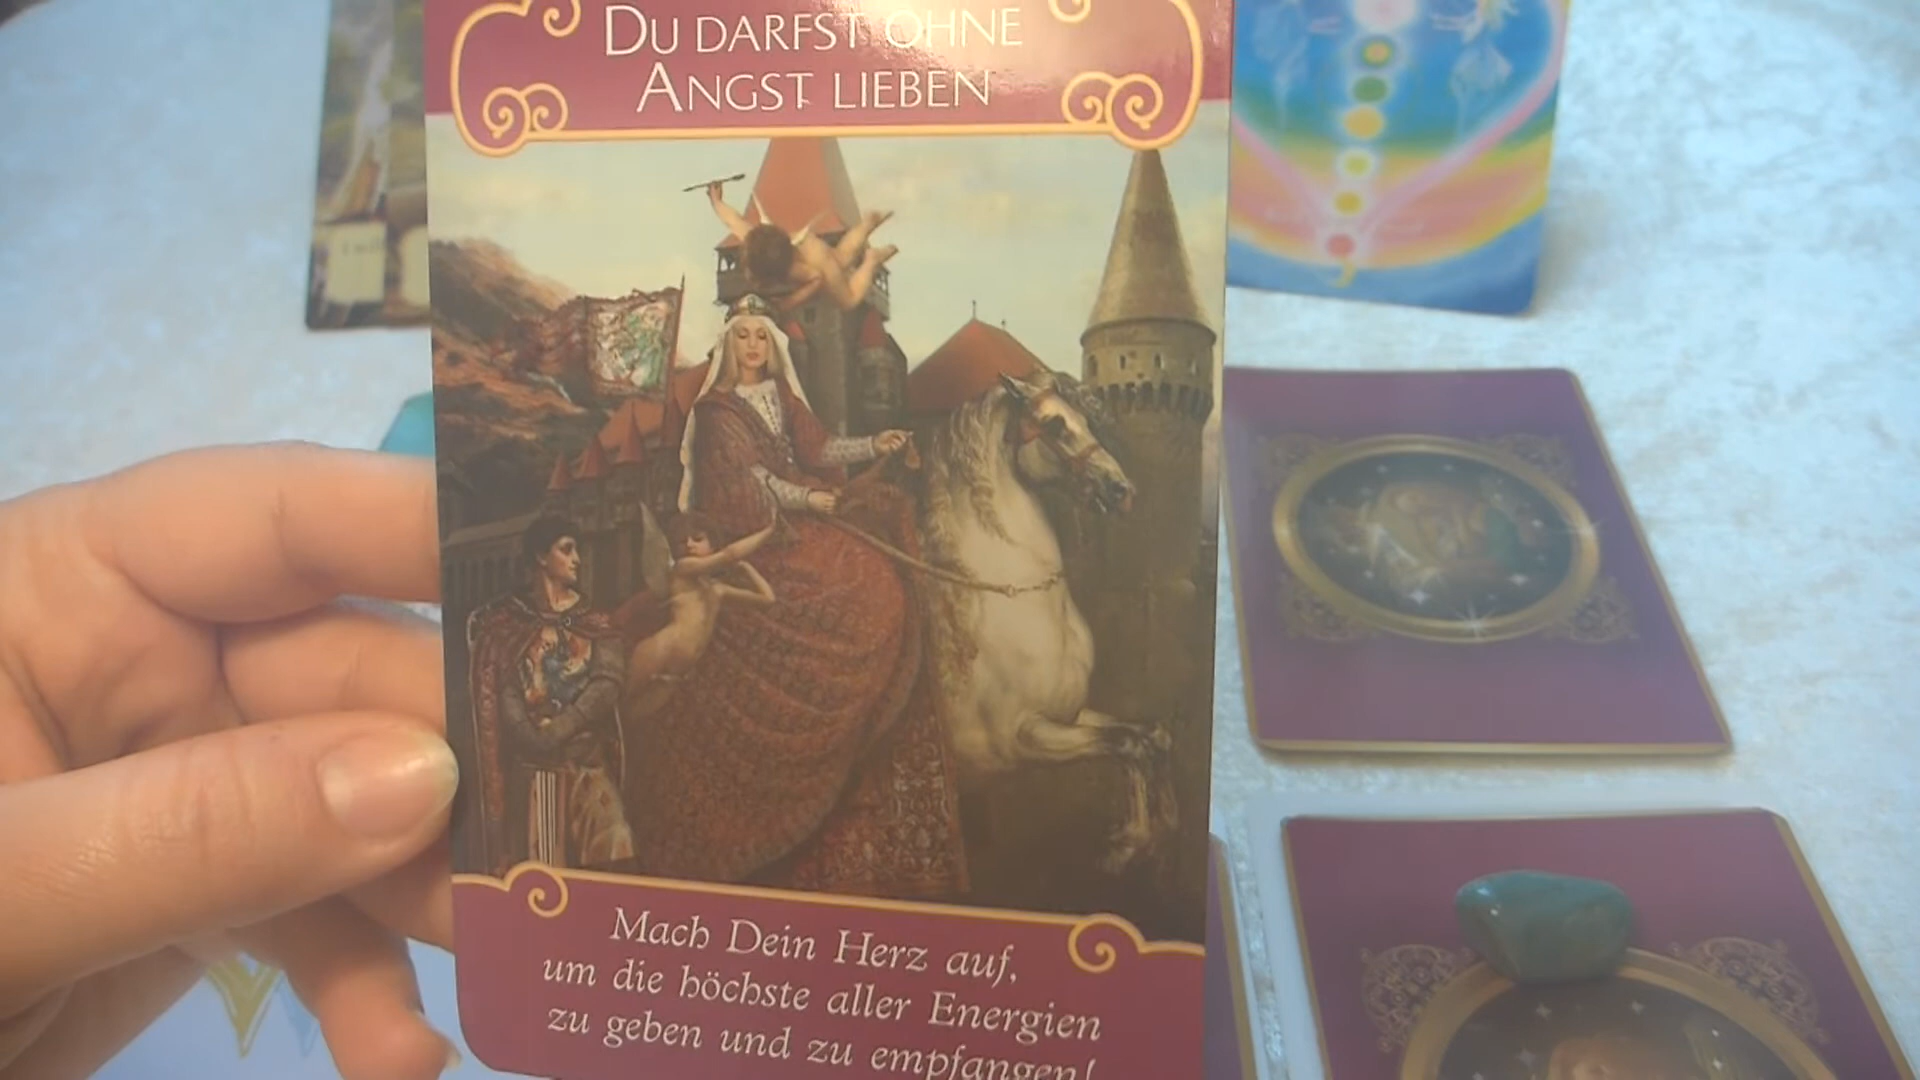 DU DARFST OHNE
ANGST LIEBEN
Mach Dein Herz auf,
um die höchste aller Energien
zu geben und zu empfangen!